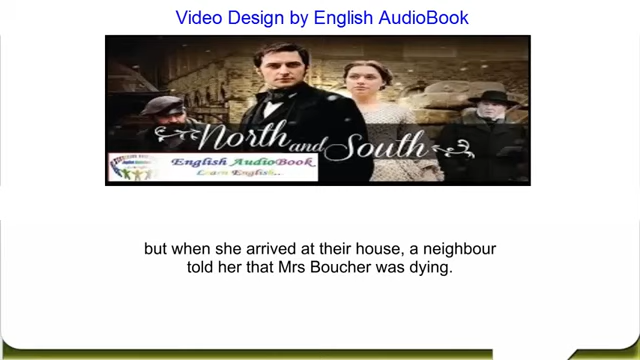 Video Design by English AudioBook
North and South
English AudioBook
Learn English...
but when she arrived at their house, a neighbour
told her that Mrs Boucher was dying.